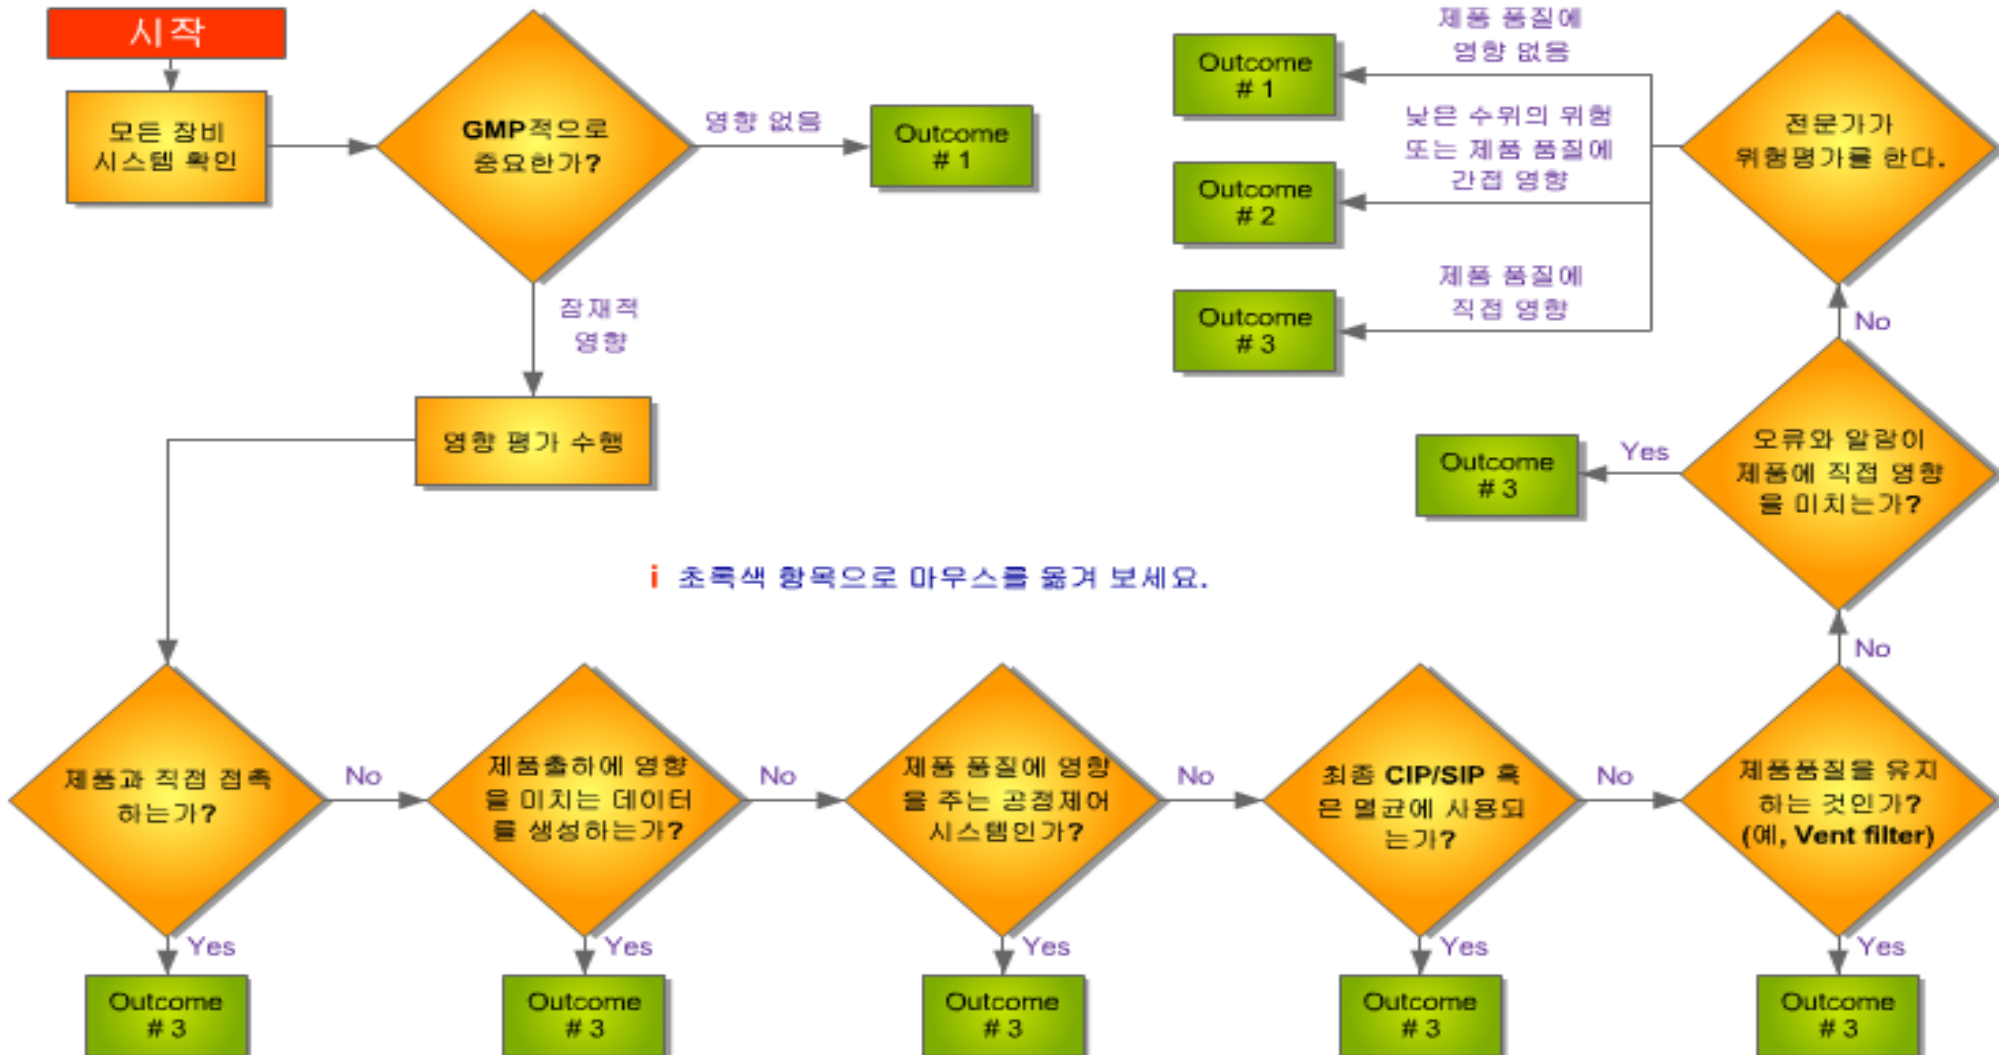 시작
모든 장비
시스템 확인
GMP적으로
중요한가?
영향 없음
Outcome
# 1
잠재적
영향
영향 평가 수행
제품과 직접 접촉
하는가?
No
Yes
Outcome
# 3
제품출하에 영향
을 미치는 데이터
를 생성하는가?
No
Yes
Outcome
# 3
제품 품질에 영향
을 주는 공정제어
시스템인가?
No
Yes
Outcome
# 3
최종 CIP/SIP 혹
은 멸균에 사용되
는가?
No
Yes
Outcome
# 3
제품품질을 유지
하는 것인가?
(예, Vent filter)
No
Yes
Outcome
# 3
오류와 알람이
제품에 직접 영향
을 미치는가?
Yes
Outcome
# 3
No
전문가가
위험평가를 한다.
제품 품질에
영향 없음
Outcome
# 1
낮은 수위의 위험
또는 제품 품질에
간접 영향
Outcome
# 2
제품 품질에
직접 영향
Outcome
# 3
i 초록색 항목으로 마우스를 옮겨 보세요.